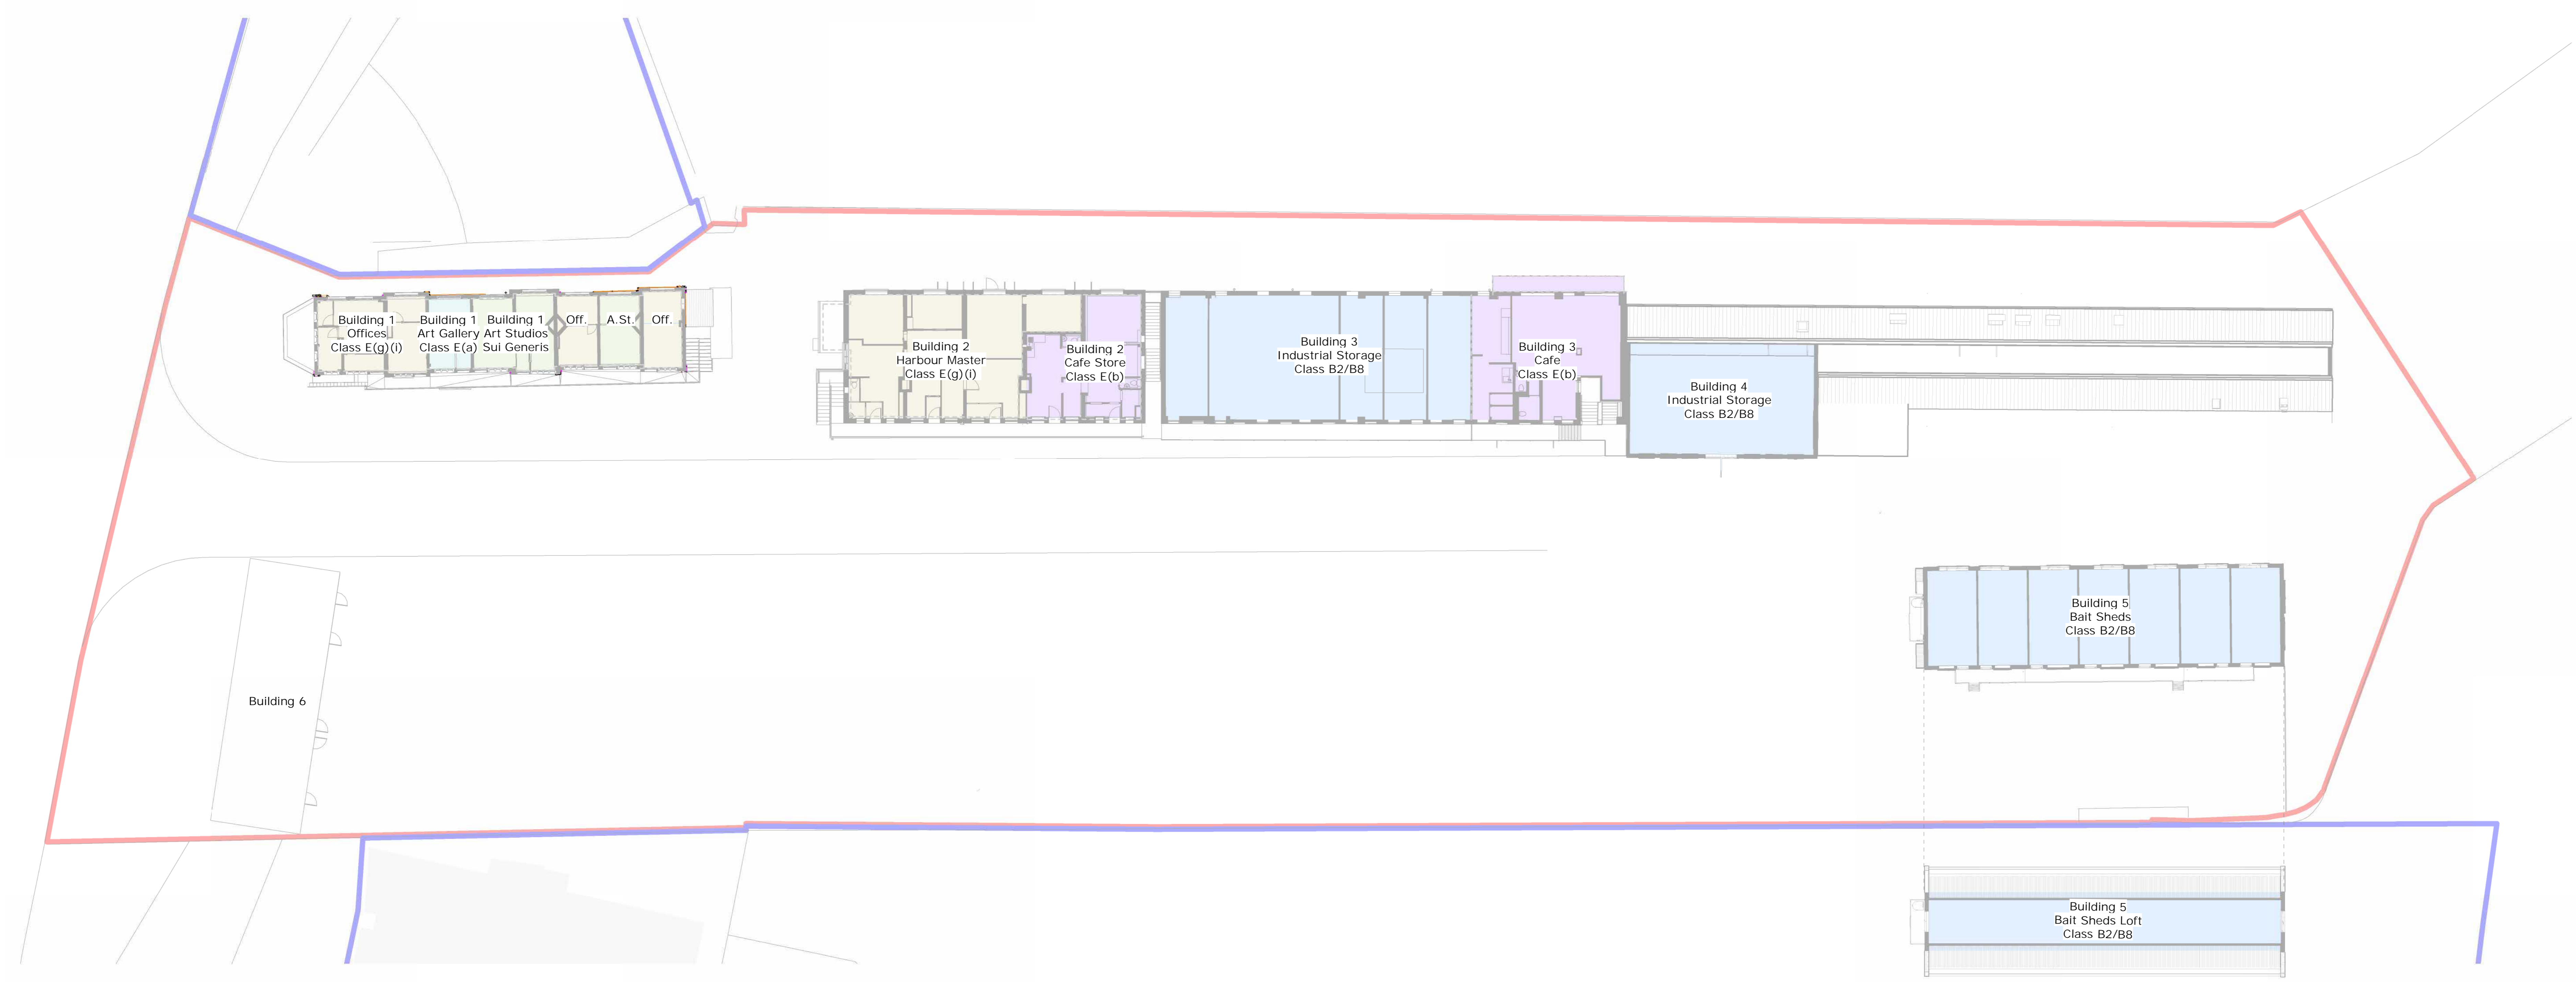 Building 1
Offices
Class E(g)(i)
Building 1
Art Gallery
Class E(a)
Building 1
Art Studios
Sui Generis
Off.
A.St.
Off.
Building 2
Harbour Master
Class E(g)(i)
Building 2
Cafe Store
Class E(b)
Building 3
Industrial Storage
Class B2/B8
Building 3
Cafe
Class E(b)
Building 4
Industrial Storage
Class B2/B8
Building 5
Bait Sheds
Class B2/B8
Building 6
Building 5
Bait Sheds Loft
Class B2/B8